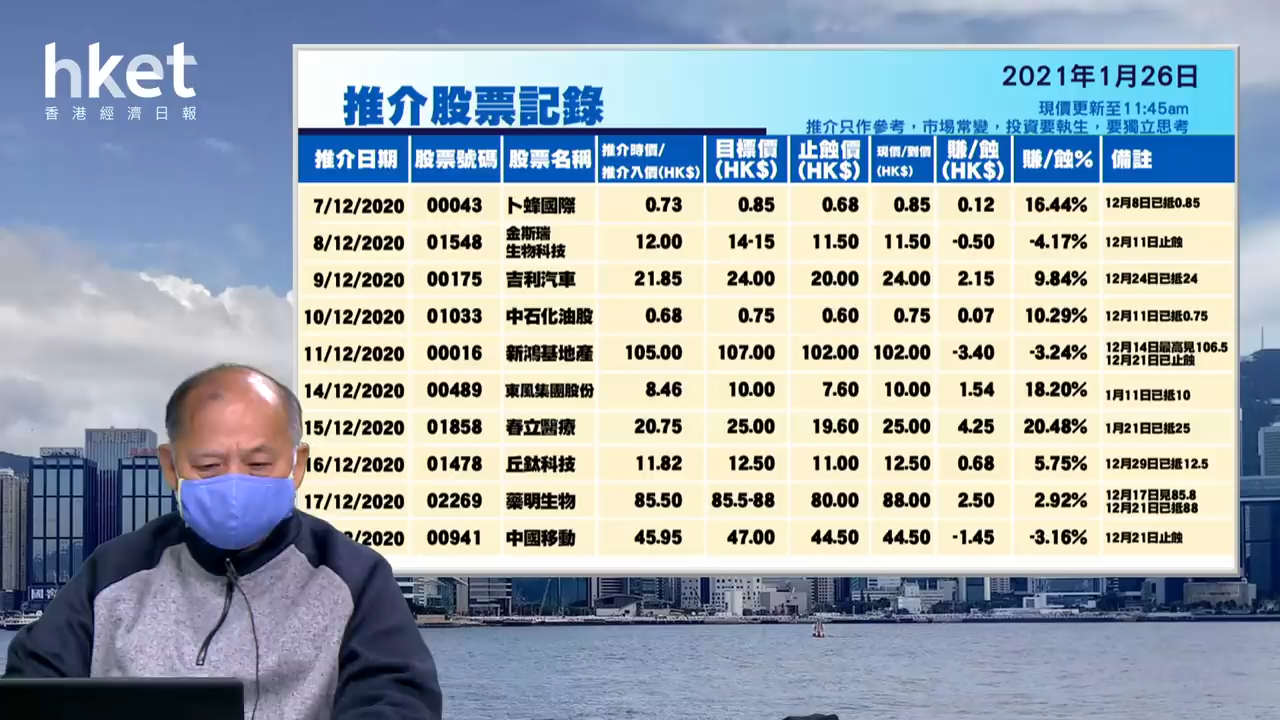 hket
香港經濟日報
2021年1月26日
推介股票記錄
現價更新至11:45am
推介只作參考，市場常變，投資要執生，要獨立思考
推介日期 股票號碼 股票名稱 推介時價/推介入價(HK$) 目標價(HK$) 止蝕價(HK$) 現價/到價(HK$) 賺/蝕(HK$) 賺/蝕% 備註
7/12/2020 00043 卜蜂國際 0.73 0.85 0.68 0.85 0.12 16.44% 12月8日已抵0.85
8/12/2020 01548 金斯瑞生物科技 12.00 14-15 11.50 11.50 -0.50 -4.17% 12月11日止蝕
9/12/2020 00175 吉利汽車 21.85 24.00 20.00 24.00 2.15 9.84% 12月24日已抵24
10/12/2020 01033 中石化油股 0.68 0.75 0.60 0.75 0.07 10.29% 12月11日已抵0.75
11/12/2020 00016 新鴻基地產 105.00 107.00 102.00 102.00 -3.40 -3.24% 12月14日最高見106.5 12月21日已止蝕
14/12/2020 00489 東風集團股份 8.46 10.00 7.60 10.00 1.54 18.20% 1月11日已抵10
15/12/2020 01858 春立醫療 20.75 25.00 19.60 25.00 4.25 20.48% 1月21日已抵25
16/12/2020 01478 丘鈦科技 11.82 12.50 11.00 12.50 0.68 5.75% 12月29日已抵12.5
17/12/2020 02269 藥明生物 85.50 85.5-88 80.00 88.00 2.50 2.92% 12月17日見85.8 12月21日已抵88
/2020 00941 中國移動 45.95 47.00 44.50 44.50 -1.45 -3.16% 12月21日止蝕